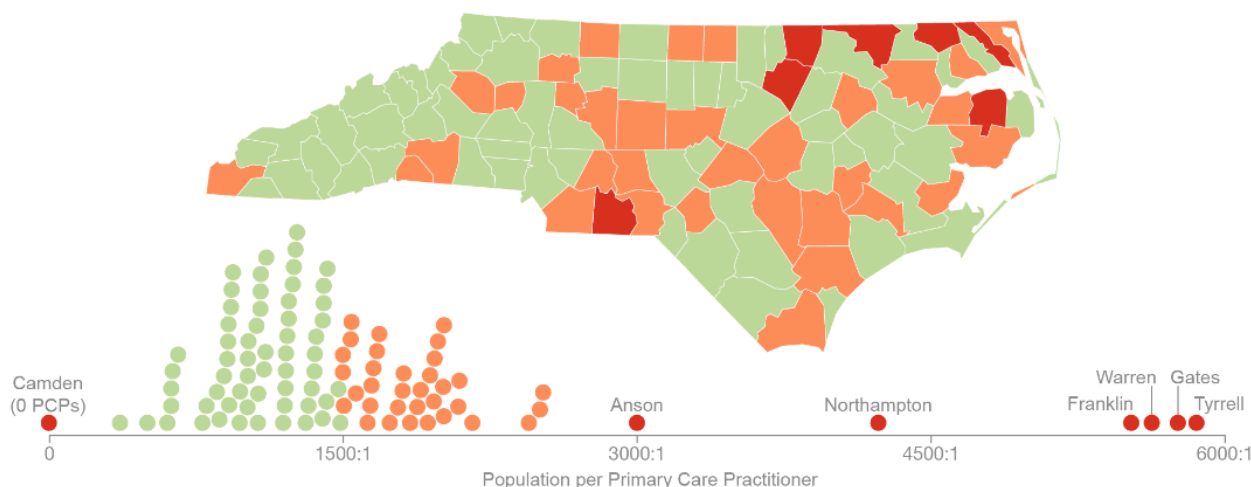 Camden
(0 PCPs)
Anson
Northampton
Warren
Gates
Franklin
Tyrrell
0
1500:1
3000:1
4500:1
6000:1
Population per Primary Care Practitioner